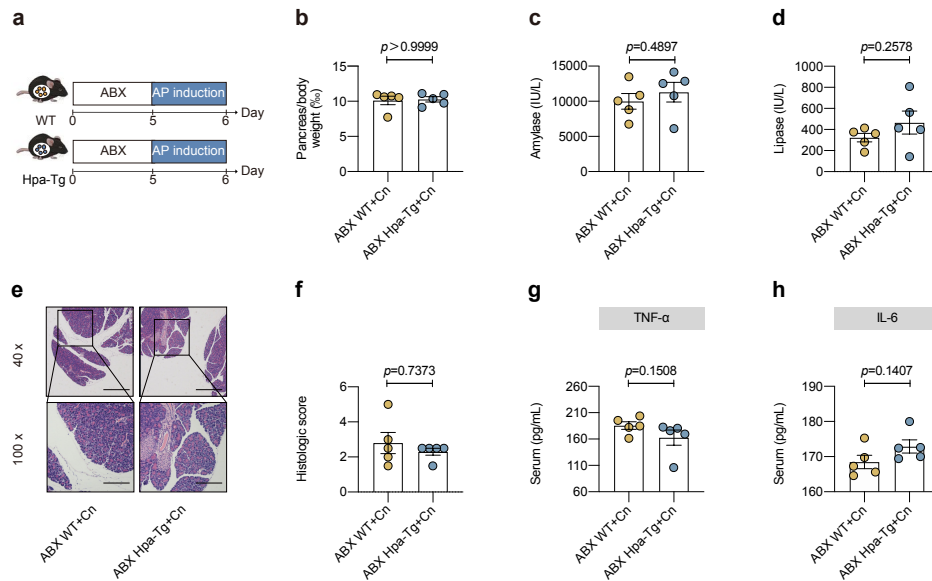 a
ABX
AP induction
WT
0
5
6
Day
ABX
AP induction
Hpa-Tg
0
5
6
Day
b
p>0.9999
Pancreas/body
weight (‰)
15
10
5
0
ABX WT+Cn
ABX Hpa-Tg+Cn
c
p=0.4897
Amylase (IU/L)
15000
10000
5000
0
ABX WT+Cn
ABX Hpa-Tg+Cn
d
p=0.2578
Lipase (IU/L)
1000
800
600
400
200
0
ABX WT+Cn
ABX Hpa-Tg+Cn
e
40 x
100 x
ABX WT+Cn
ABX Hpa-Tg+Cn
f
p=0.7373
Histologic score
6
4
2
0
ABX WT+Cn
ABX Hpa-Tg+Cn
g
TNF-α
p=0.1508
Serum (pg/mL)
260
210
160
110
60
ABX WT+Cn
ABX Hpa-Tg+Cn
h
IL-6
p=0.1407
Serum (pg/mL)
190
180
170
160
ABX WT+Cn
ABX Hpa-Tg+Cn